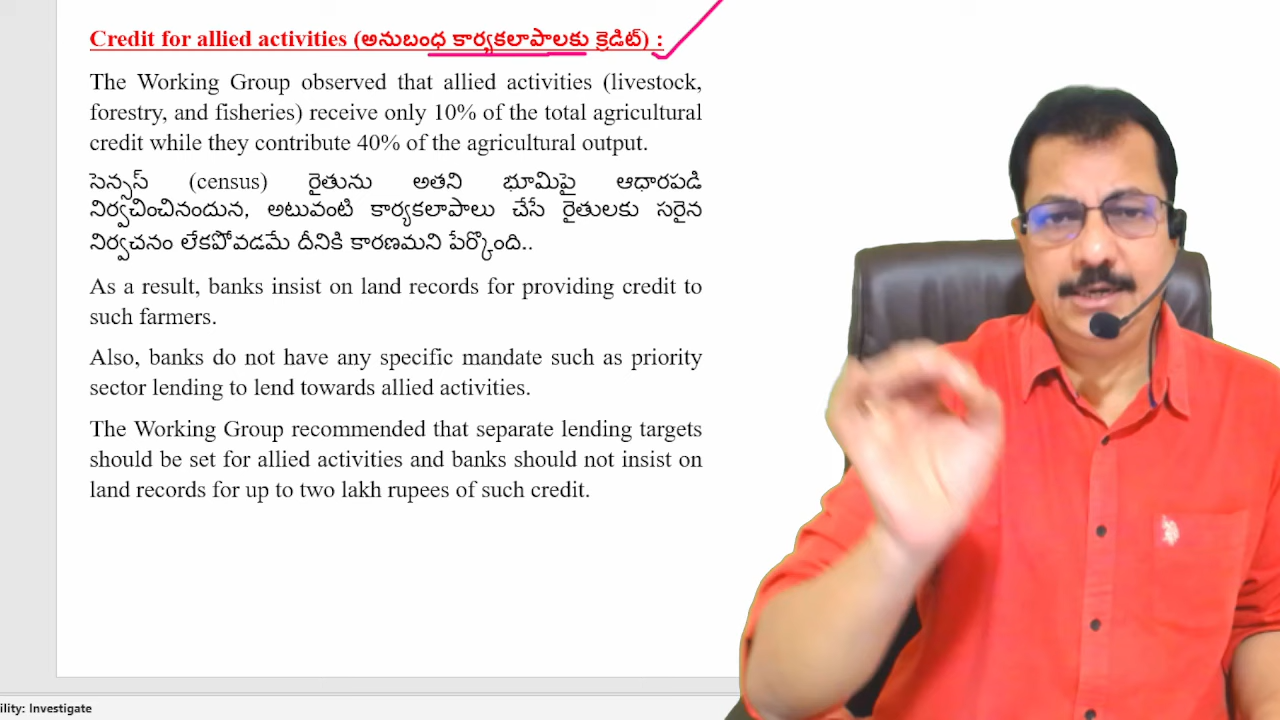 Credit for allied activities (అనుబంధ కార్యకలాపాలకు క్రెడిట్) :
The Working Group observed that allied activities (livestock,
forestry, and fisheries) receive only 10% of the total agricultural
credit while they contribute 40% of the agricultural output.
సెన్సస్ (census) రైతును అతని భూమిపై ఆధారపడి
నిర్వచించినందున, అటువంటి కార్యకలాపాలు చేసే రైతులకు సరైన
నిర్వచనం లేకపోవడమే దీనికి కారణమని పేర్కొంది..
As a result, banks insist on land records for providing credit to
such farmers.
Also, banks do not have any specific mandate such as priority
sector lending to lend towards allied activities.
The Working Group recommended that separate lending targets
should be set for allied activities and banks should not insist on
land records for up to two lakh rupees of such credit.
ility: Investigate